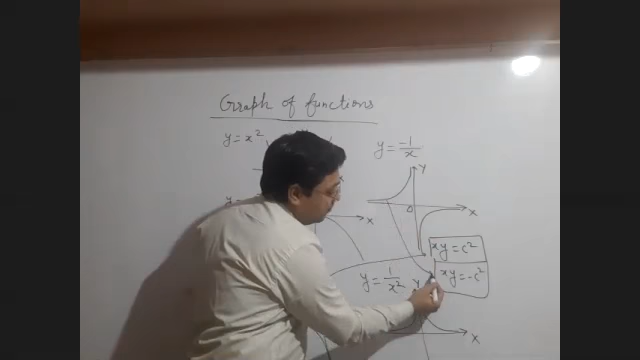 Graph of functions
y = x²
y = -1/x
Y
O
X
X
xy = c²
xy = -c²
y = 1/x²
Y
X